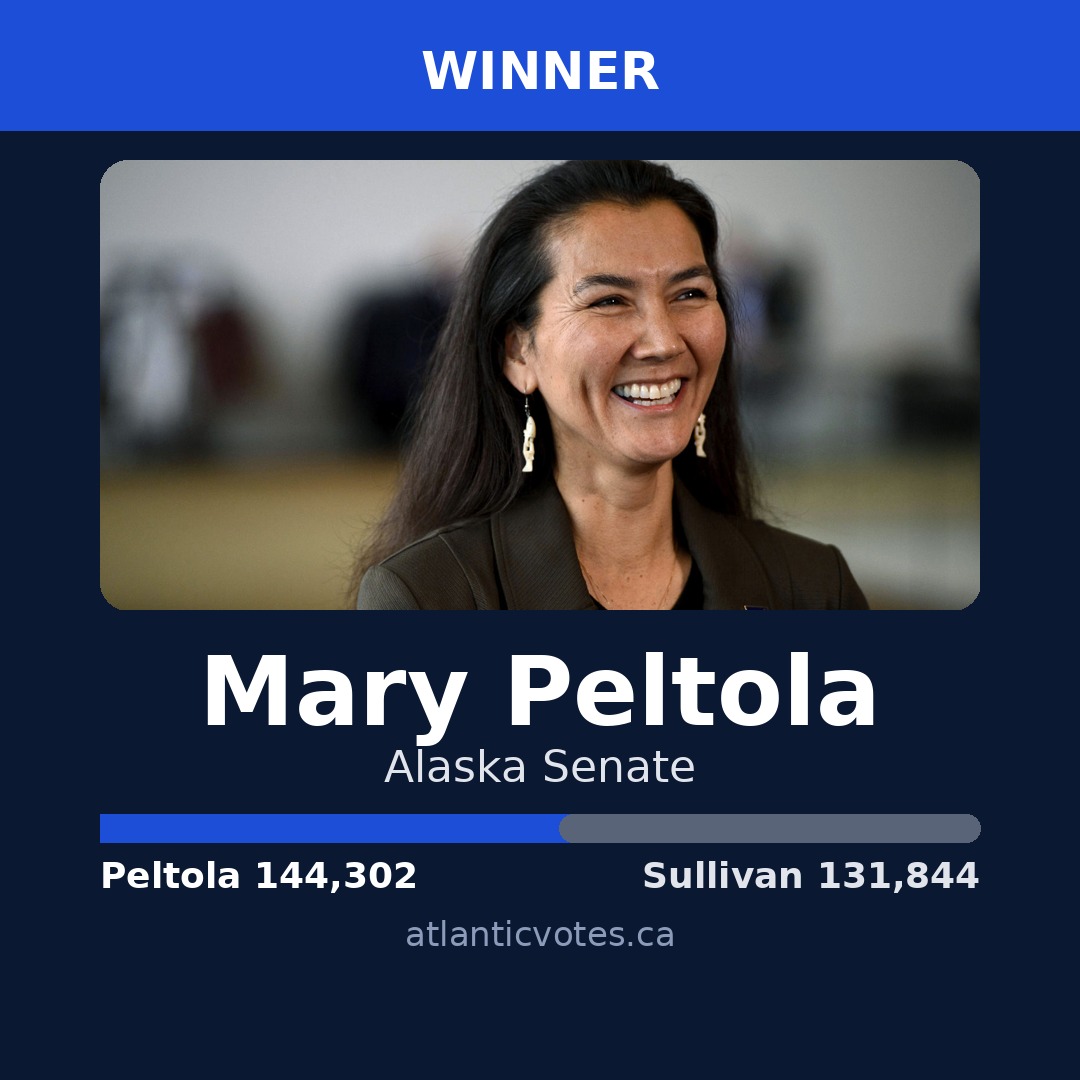 WINNER
Mary Peltola
Alaska Senate
Peltola 144,302 Sullivan 131,844
atlanticvotes.ca